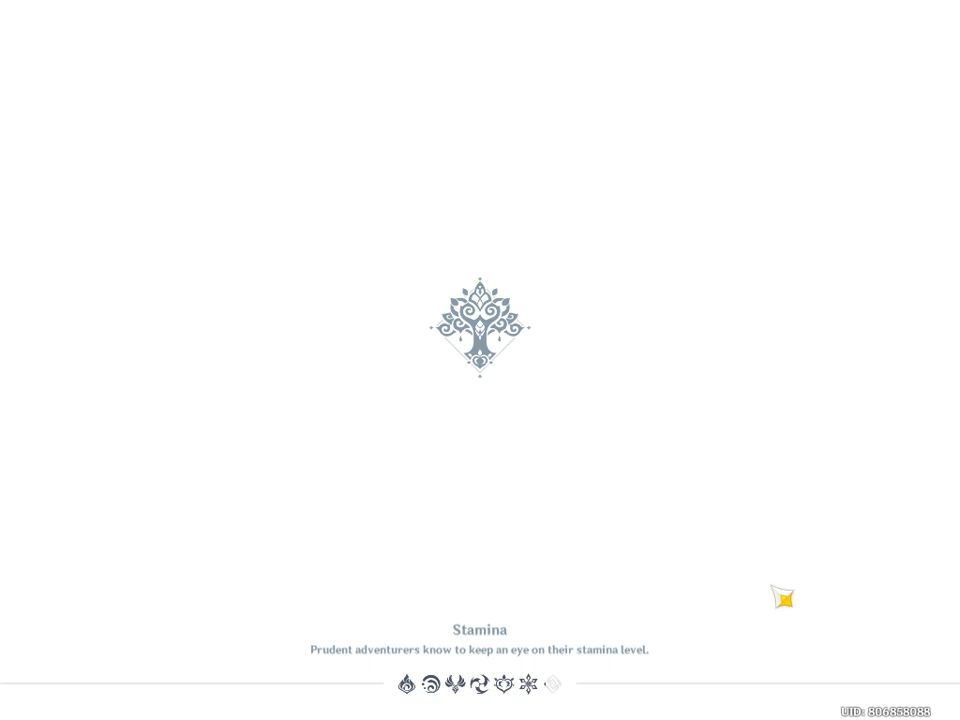 Stamina
Prudent adventurers know to keep an eye on their stamina level.
UID: 806858088